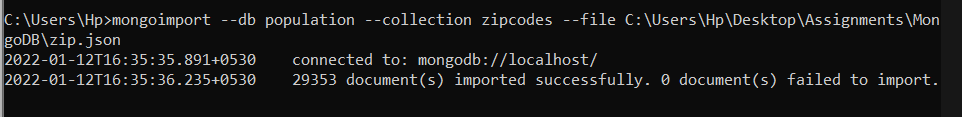 C:\Users\Hp>mongoimport --db population --collection zipcodes --file C:\Users\Hp\Desktop\Assignments\Mon
goDB\zip.json
2022-01-12T16:35:35.891+0530    connected to: mongodb://localhost/
2022-01-12T16:35:36.235+0530    29353 document(s) imported successfully. 0 document(s) failed to import.